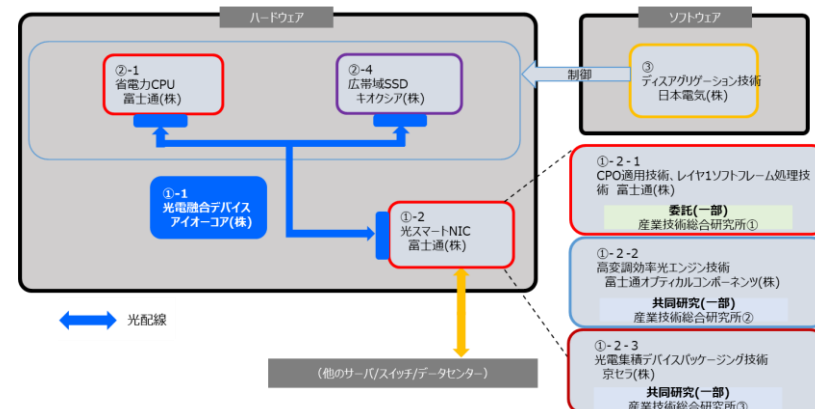 ハードウェア
ソフトウェア
②-1
省電力CPU
富士通(株)
②-4
広帯域SSD
キオクシア(株)
制御
③
ディスアグリゲーション技術
日本電気(株)
①-1
光電融合デバイス
アイオーコア(株)
①-2
光スマートNIC
富士通(株)
①-2-1
CPO適用技術、レイヤ1ソフトフレーム処理技
術 富士通(株)
委託(一部)
産業技術総合研究所①
①-2-2
高変調効率光エンジン技術
富士通オプティカルコンポーネンツ(株)
共同研究(一部)
産業技術総合研究所②
①-2-3
光電集積デバイスパッケージング技術
京セラ(株)
共同研究(一部)
産業技術総合研究所③
光配線
(他のサーバ/スイッチ/データセンター)